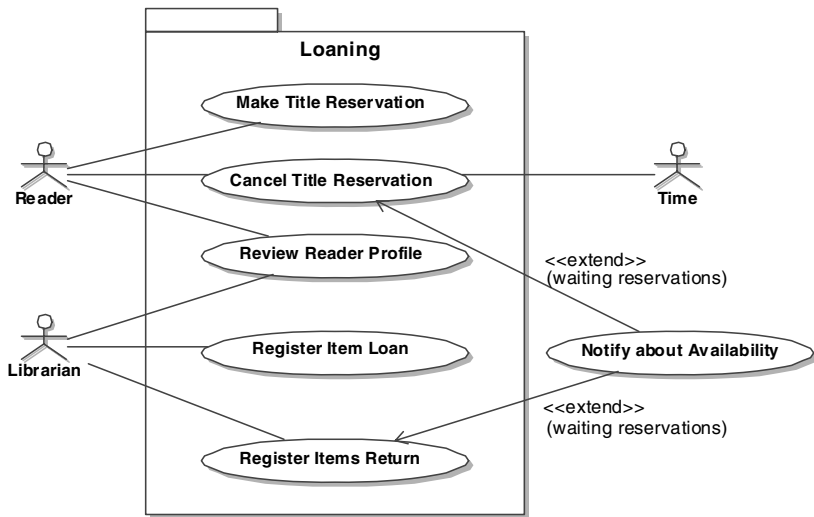 Loaning
Make Title Reservation
Reader
Cancel Title Reservation
Time
Review Reader Profile
<<extend>>
(waiting reservations)
Librarian
Register Item Loan
Notify about Availability
<<extend>>
(waiting reservations)
Register Items Return